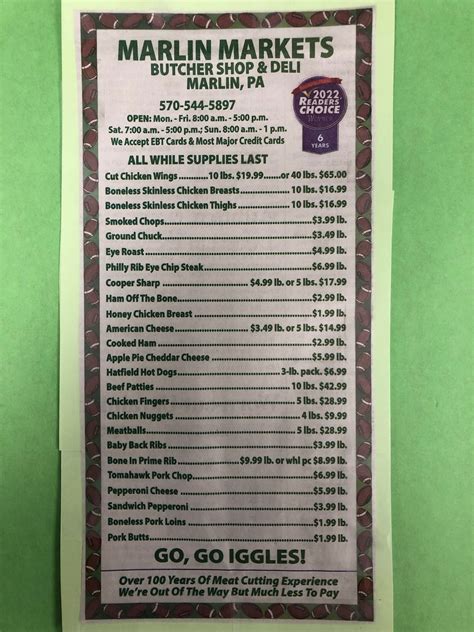 MARLIN MARKETS
BUTCHER SHOP & DELI
MARLIN, PA
570-544-5897
OPEN: Mon. - Fri. 8:00 a.m. - 5:00 p.m.
Sat. 7:00 a.m. - 5:00 p.m.; Sun. 8:00 a.m. - 1 p.m.
We Accept EBT Cards & Most Major Credit Cards
2022
READERS
CHOICE
WINNER
6
YEARS
ALL WHILE SUPPLIES LAST
Cut Chicken Wings..........10 lbs. $19.99.......or 40 lbs. $65.00
Boneless Skinless Chicken Breasts.................10 lbs. $16.99
Boneless Skinless Chicken Thighs..................10 lbs. $16.99
Smoked Chops..................$3.99 lb.
Ground Chuck..................$3.49 lb.
Eye Roast..................$4.99 lb.
Philly Rib Eye Chip Steak..................$6.99 lb.
Cooper Sharp..................$4.99 lb. or 5 lbs. $17.99
Ham Off The Bone..................$2.99 lb.
Honey Chicken Breast..................$1.99 lb.
American Cheese..................$3.49 lb. or 5 lbs. $14.99
Cooked Ham..................$2.99 lb.
Apple Pie Cheddar Cheese..................$5.99 lb.
Hatfield Hot Dogs..................3-lb. pack. $6.99
Beef Patties..................10 lbs. $42.99
Chicken Fingers..................5 lbs. $28.99
Chicken Nuggets..................4 lbs. $9.99
Meatballs..................5 lbs. $28.99
Baby Back Ribs..................$3.99 lb.
Bone In Prime Rib..................$9.99 lb. or whl pc $8.99 lb.
Tomahawk Pork Chop..................$6.99 lb.
Pepperoni Cheese..................$5.99 lb.
Sandwich Pepperoni..................$3.99 lb.
Boneless Pork Loins..................$1.99 lb.
Pork Butts..................$1.99 lb.
GO, GO IGGLES!
Over 100 Years Of Meat Cutting Experience
We're Out Of The Way But Much Less To Pay